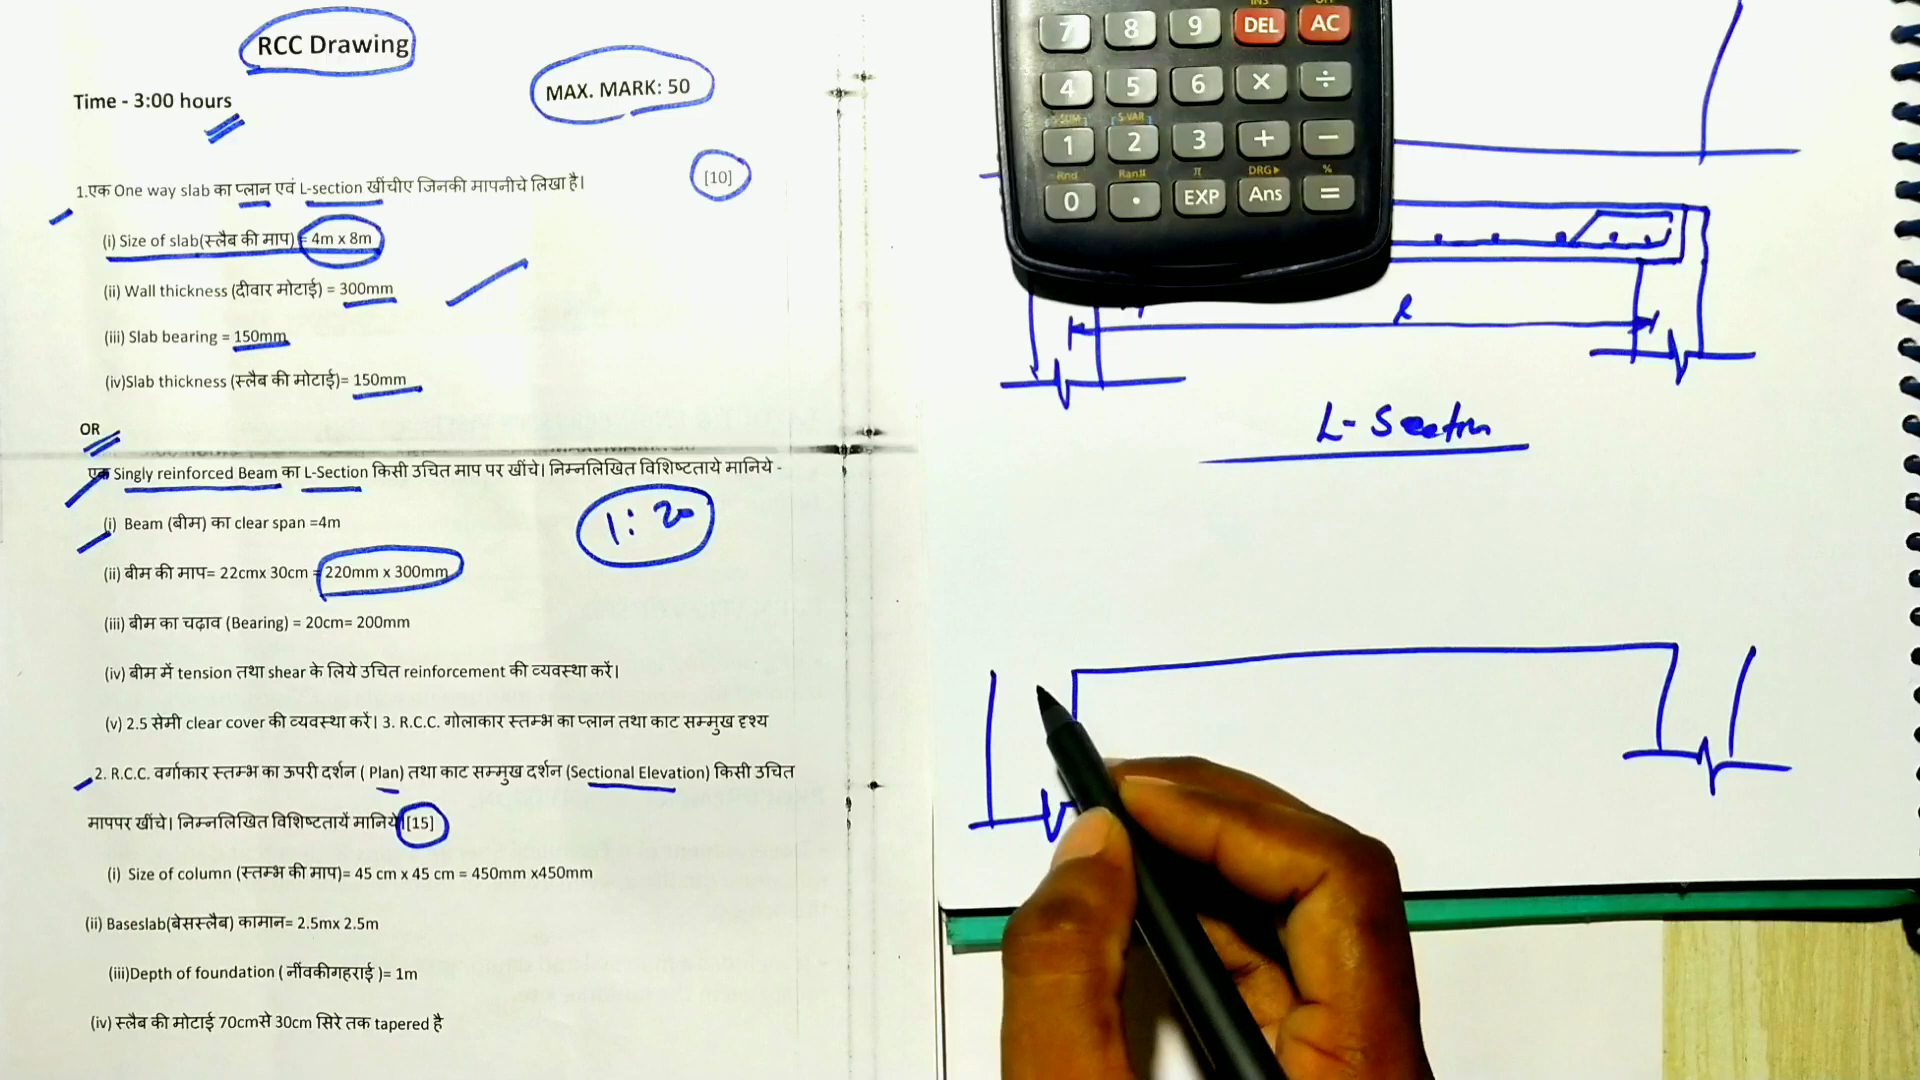 RCC Drawing
Time - 3:00 hours
MAX. MARK: 50
1.एक One way slab का प्लान एवं L-section खींचीए जिनकी मापनीचे लिखा है।
[10]
(i) Size of slab(स्लैब की माप) = 4m x 8m
(ii) Wall thickness (दीवार मोटाई) = 300mm
(iii) Slab bearing = 150mm
(iv)Slab thickness (स्लैब की मोटाई)= 150mm
OR
एक Singly reinforced Beam का L-Section किसी उचित माप पर खींचे। निम्नलिखित विशिष्टताये मानिये -
(i) Beam (बीम) का clear span =4m
1: 20
(ii) बीम की माप= 22cmx 30cm = 220mm x 300mm
(iii) बीम का चढ़ाव (Bearing) = 20cm= 200mm
(iv) बीम में tension तथा shear के लिये उचित reinforcement की व्यवस्था करें।
(v) 2.5 सेमी clear cover की व्यवस्था करें। 3. R.C.C. गोलाकार स्तम्भ का प्लान तथा काट सम्मुख दृश्य
2. R.C.C. वर्गाकार स्तम्भ का ऊपरी दर्शन ( Plan) तथा काट सम्मुख दर्शन (Sectional Elevation) किसी उचित
मापपर खींचे। निम्नलिखित विशिष्टतायें मानिये। [15]
(i) Size of column (स्तम्भ की माप)= 45 cm x 45 cm = 450mm x450mm
(ii) Baseslab(बेसस्लैब) कामान= 2.5mx 2.5m
(iii)Depth of foundation ( नींवकीगहराई )= 1m
(iv) स्लैब की मोटाई 70cmसे 30cm सिरे तक tapered है
INS
OFF
7 8 9 DEL AC
4 5 6 × ÷
S-SUM S-VAR
1 2 3 + −
Rnd Ran# π DRG▸ %
0 . EXP Ans =
l
L-Section